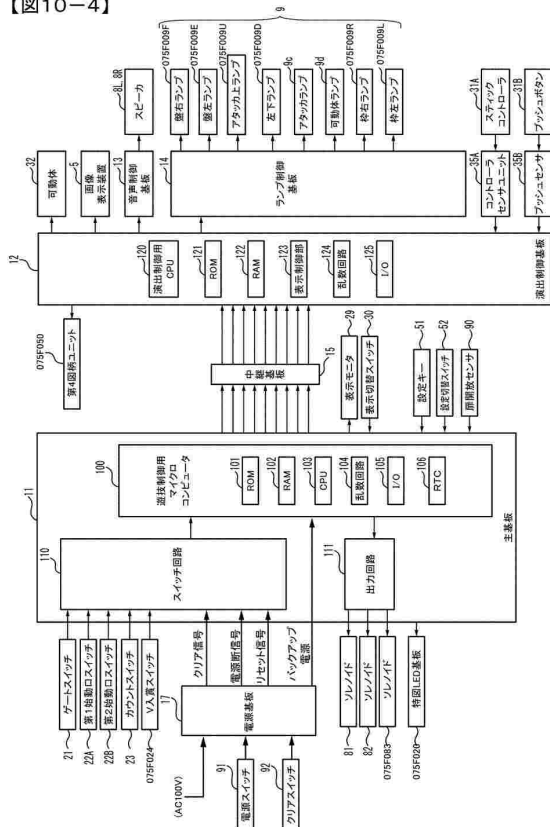 【図10－4】
9
075F009F
盤右ランプ
075F009E
盤左ランプ
075F009U
アタッカ上ランプ
075F009D
左下ランプ
9c
アタッカランプ
9d
可動体ランプ
075F009R
枠右ランプ
075F009L
枠左ランプ
8L, 8R
スピーカ
31A
スティック
コントローラ
31B
プッシュボタン
32
可動体
5
画像
表示装置
13
音声制御
基板
14
ランプ制御
基板
35A
コントローラ
センサユニット
35B
プッシュセンサ
12
120
演出制御用
CPU
121
ROM
122
RAM
123
表示制御部
124
乱数回路
125
I/O
演出制御基板
075F050
第4図柄ユニット
中継基板
15
29
表示モニタ
30
表示切替スイッチ
51
設定キー
52
設定切替スイッチ
90
扉開放センサ
11
100
遊技制御用
マイクロ
コンピュータ
101
ROM
102
RAM
103
CPU
104
乱数回路
105
I/O
106
RTC
主基板
110
スイッチ回路
111
出力回路
クリア信号
電源断信号
リセット信号
バックアップ
電源
21
ゲートスイッチ
22A
第1始動口スイッチ
22B
第2始動口スイッチ
23
カウントスイッチ
075F024
V入賞スイッチ
17
電源基板
(AC100V)
91
電源スイッチ
92
クリアスイッチ
81
ソレノイド
82
ソレノイド
075F083
ソレノイド
075F020
特図LED基板